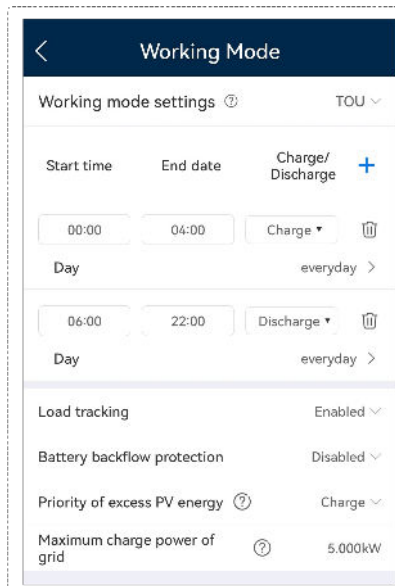 Working Mode
Working mode settings ? TOU
Start time End date Charge/
Discharge +
00:00 04:00 Charge
Day everyday >
06:00 22:00 Discharge
Day everyday >
Load tracking Enabled
Battery backflow protection Disabled
Priority of excess PV energy ? Charge
Maximum charge power of
grid ? 5.000kW